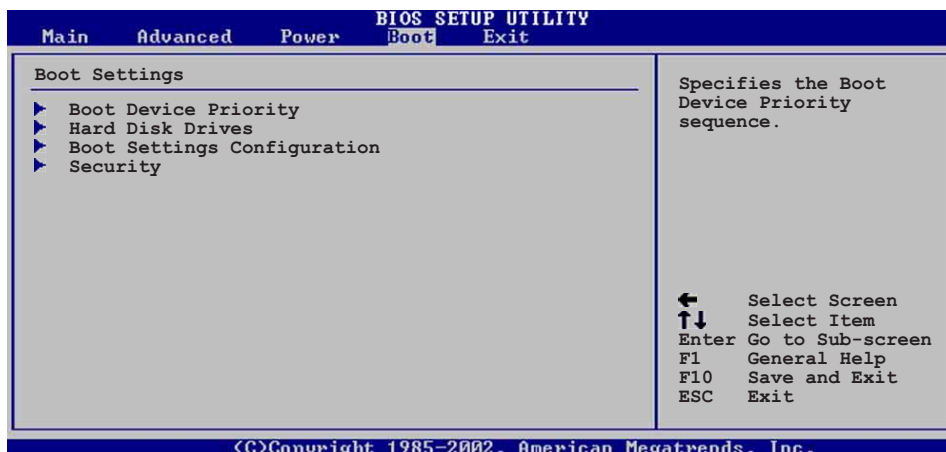 BIOS SETUP UTILITY
Main Advanced Power Boot Exit
Boot Settings
Boot Device Priority
Hard Disk Drives
Boot Settings Configuration
Security
Specifies the Boot
Device Priority
sequence.
← Select Screen
↑↓ Select Item
Enter Go to Sub-screen
F1 General Help
F10 Save and Exit
ESC Exit
(C)Copyright 1985-2002, American Megatrends, Inc.